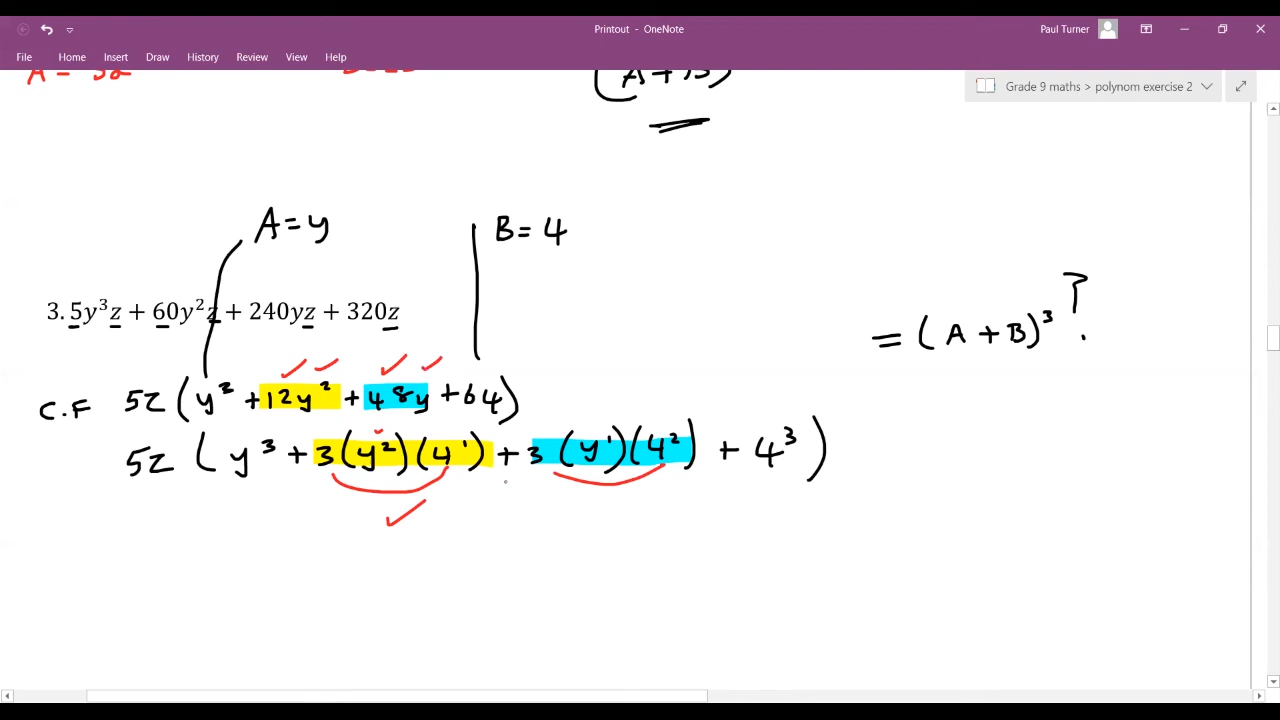 Printout - OneNote
Paul Turner
File Home Insert Draw History Review View Help
Grade 9 maths > polynom exercise 2
(A+B)
A = y
B = 4
3. 5y³z + 60y²z + 240yz + 320z
= (A + B)³ ?
C.F 5z (y³ + 12y² + 48y + 64)
5z ( y³ + 3(y²)(4¹) + 3(y¹)(4²) + 4³ )